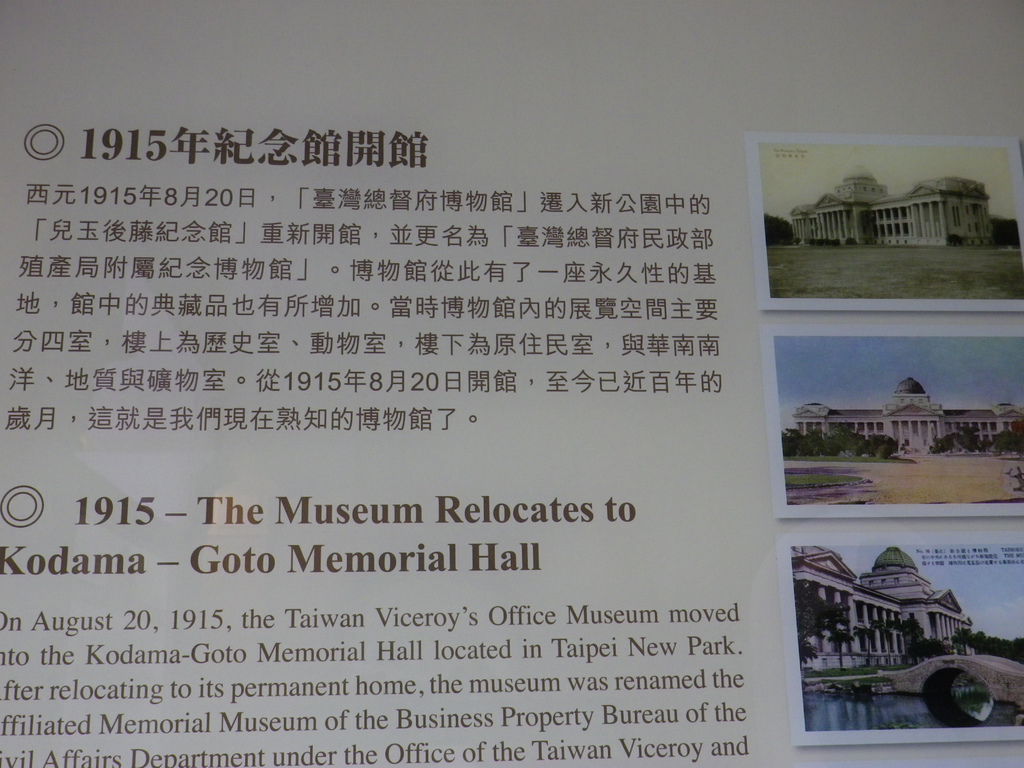 ◎ 1915年紀念館開館
西元1915年8月20日，「臺灣總督府博物館」遷入新公園中的
「兒玉後藤紀念館」重新開館，並更名為「臺灣總督府民政部
殖產局附屬紀念博物館」。博物館從此有了一座永久性的基
地，館中的典藏品也有所增加。當時博物館內的展覽空間主要
分四室，樓上為歷史室、動物室，樓下為原住民室，與華南南
洋、地質與礦物室。從1915年8月20日開館，至今已近百年的
歲月，這就是我們現在熟知的博物館了。
◎ 1915 – The Museum Relocates to
Kodama – Goto Memorial Hall
On August 20, 1915, the Taiwan Viceroy's Office Museum moved
nto the Kodama-Goto Memorial Hall located in Taipei New Park.
fter relocating to its permanent home, the museum was renamed the
ffiliated Memorial Museum of the Business Property Bureau of the
ivil Affairs Department under the Office of the Taiwan Viceroy and